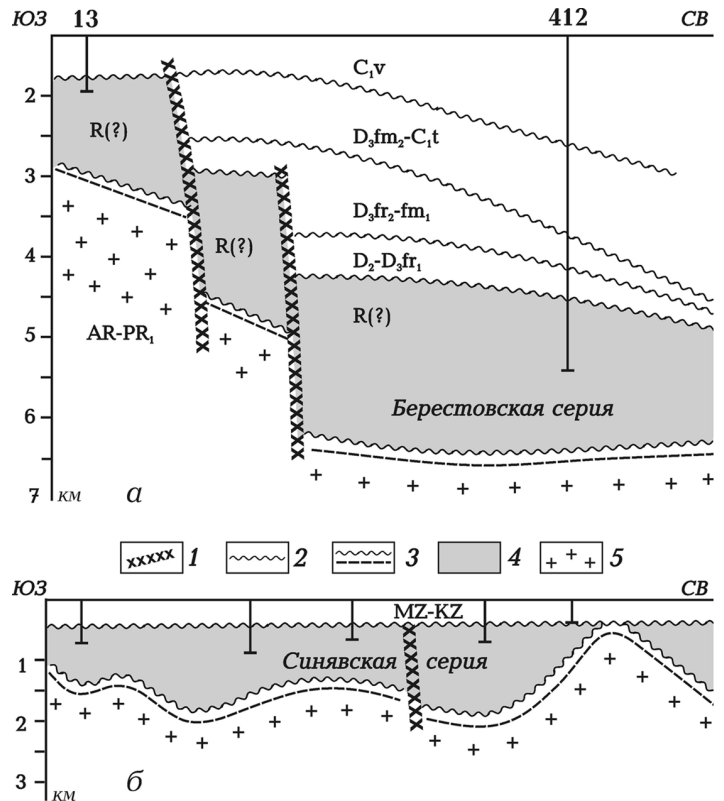 ЮЗ 13 412 СВ
C₁v
2
R(?)
D₃fm₂-C₁t
3
D₃fr₂-fm₁
4
R(?)
D₂-D₃fr₁
R(?)
5
AR-PR₁
6
Берестовская серия
7 км а
1 2 3 4 5
ЮЗ СВ
MZ-KZ
1
Синявская серия
2
3
км б